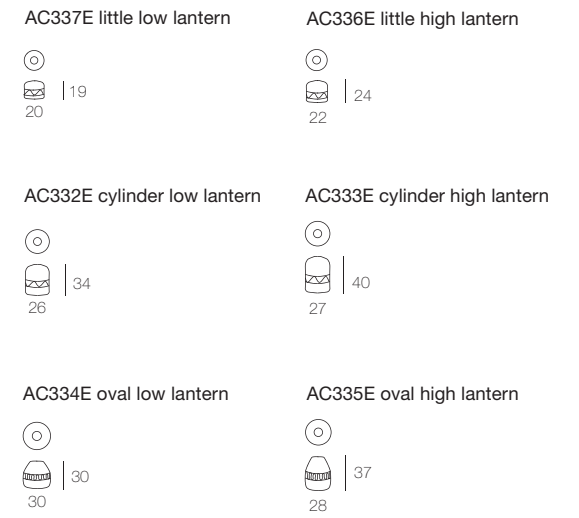 AC337E little low lantern
19
20
AC336E little high lantern
24
22
AC332E cylinder low lantern
34
26
AC333E cylinder high lantern
40
27
AC334E oval low lantern
30
30
AC335E oval high lantern
37
28